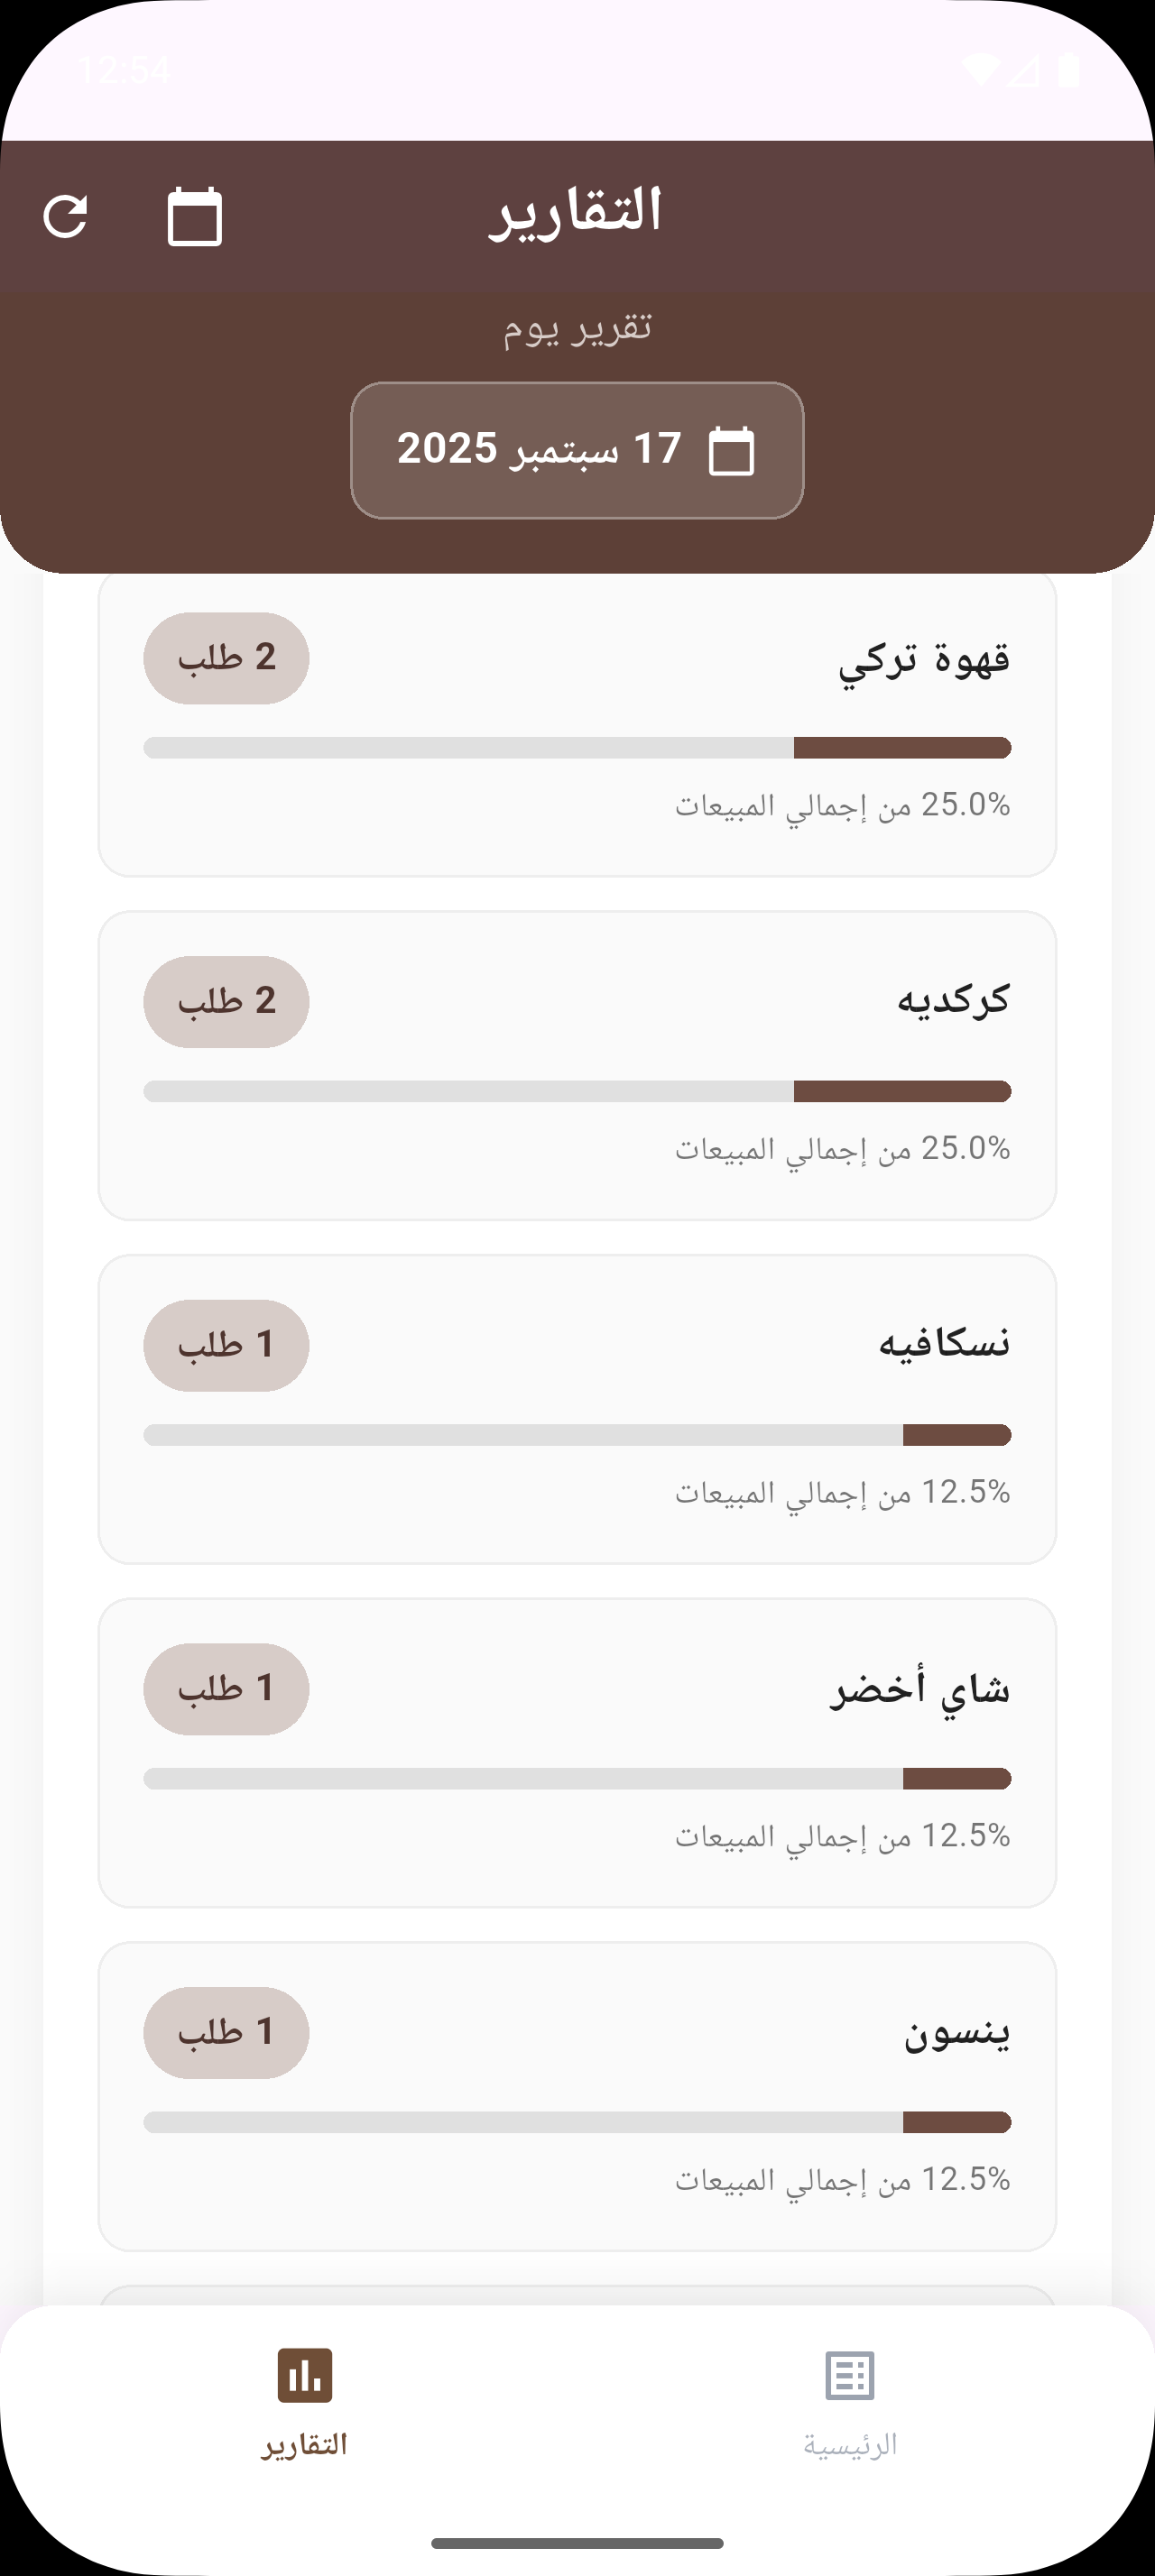 12:54
التقارير
تقرير يوم
17 سبتمبر 2025
قهوة تركي
2 طلب
25.0% من إجمالي المبيعات
كركديه
2 طلب
25.0% من إجمالي المبيعات
نسكافيه
1 طلب
12.5% من إجمالي المبيعات
شاي أخضر
1 طلب
12.5% من إجمالي المبيعات
ينسون
1 طلب
12.5% من إجمالي المبيعات
الرئيسية
التقارير